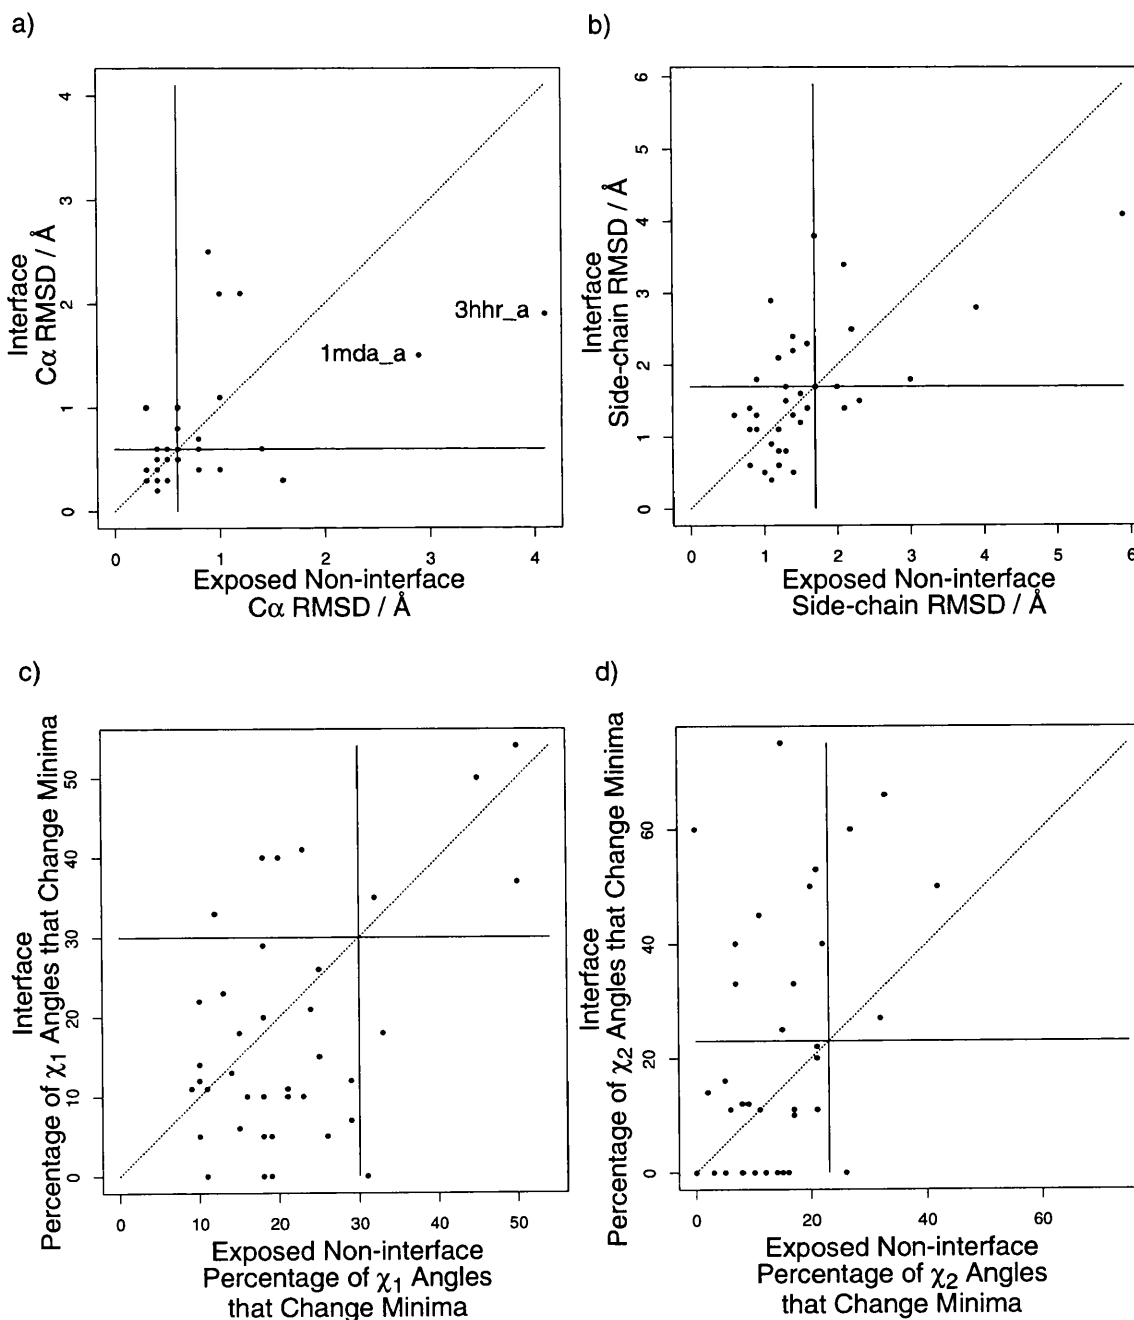 a)
Interface
Cα RMSD / Å
4
3
2
1
0
3hhr_a
1mda_a
0 1 2 3 4
Exposed Non-interface
Cα RMSD / Å
b)
Interface
Side-chain RMSD / Å
6
5
4
3
2
1
0
0 1 2 3 4 5 6
Exposed Non-interface
Side-chain RMSD / Å
c)
Interface
Percentage of χ1 Angles that Change Minima
50
40
30
20
10
0
0 10 20 30 40 50
Exposed Non-interface
Percentage of χ1 Angles
that Change Minima
d)
Interface
Percentage of χ2 Angles that Change Minima
60
40
20
0
0 20 40 60
Exposed Non-interface
Percentage of χ2 Angles
that Change Minima